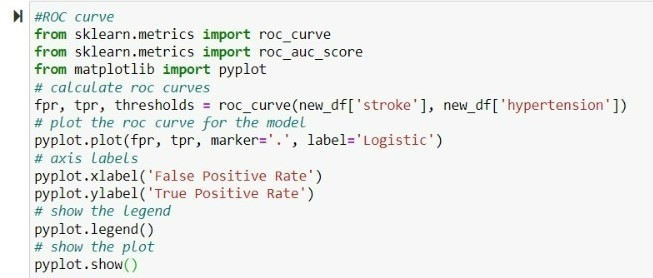 #ROC curve
from sklearn.metrics import roc_curve
from sklearn.metrics import roc_auc_score
from matplotlib import pyplot
# calculate roc curves
fpr, tpr, thresholds = roc_curve(new_df['stroke'], new_df['hypertension'])
# plot the roc curve for the model
pyplot.plot(fpr, tpr, marker='.', label='Logistic')
# axis labels
pyplot.xlabel('False Positive Rate')
pyplot.ylabel('True Positive Rate')
# show the legend
pyplot.legend()
# show the plot
pyplot.show()